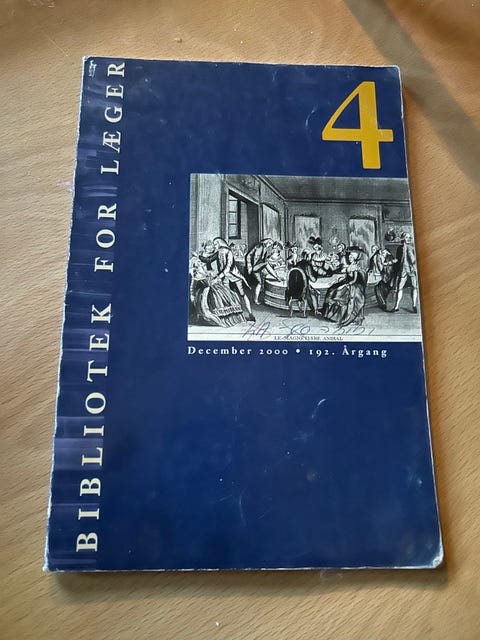 BIBLIOTEK FOR LÆGER
4
LE MAGNETISME ANIMAL
December 2000 • 192. Årgang